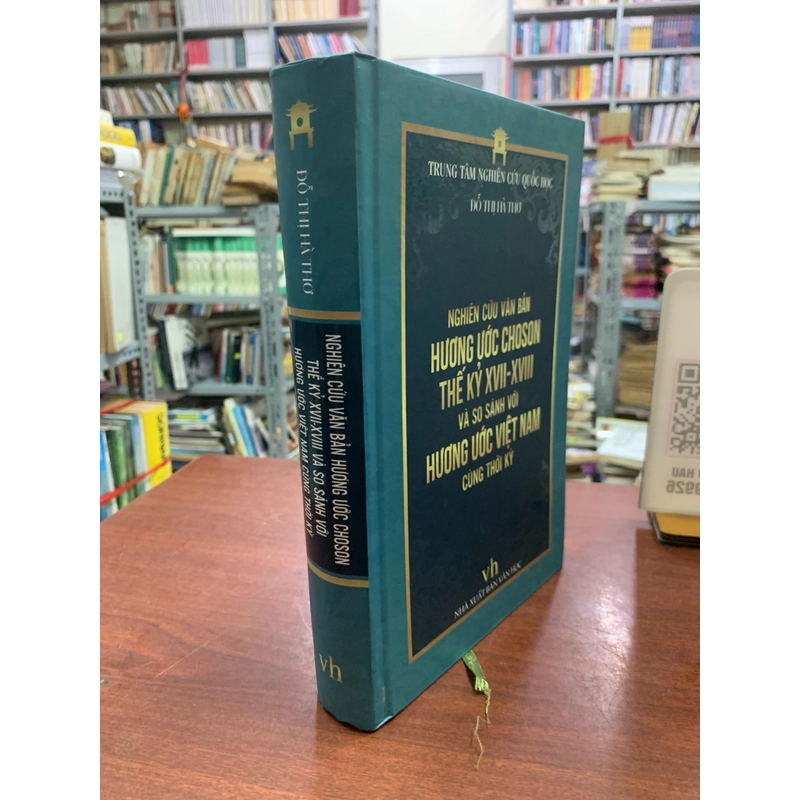 ĐỖ THỊ HÀ THƠ
NGHIÊN CỨU VĂN BẢN HƯƠNG ƯỚC CHOSON
THẾ KỶ XVII-XVIII VÀ SO SÁNH VỚI
HƯƠNG ƯỚC VIỆT NAM CÙNG THỜI KỲ
vh
TRUNG TÂM NGHIÊN CỨU QUỐC HỌC
ĐỖ THỊ HÀ THƠ
NGHIÊN CỨU VĂN BẢN
HƯƠNG ƯỚC CHOSON
THẾ KỶ XVII-XVIII
VÀ SO SÁNH VỚI
HƯƠNG ƯỚC VIỆT NAM
CÙNG THỜI KỲ
vh
NHÀ XUẤT BẢN VĂN HỌC
HAU
9926